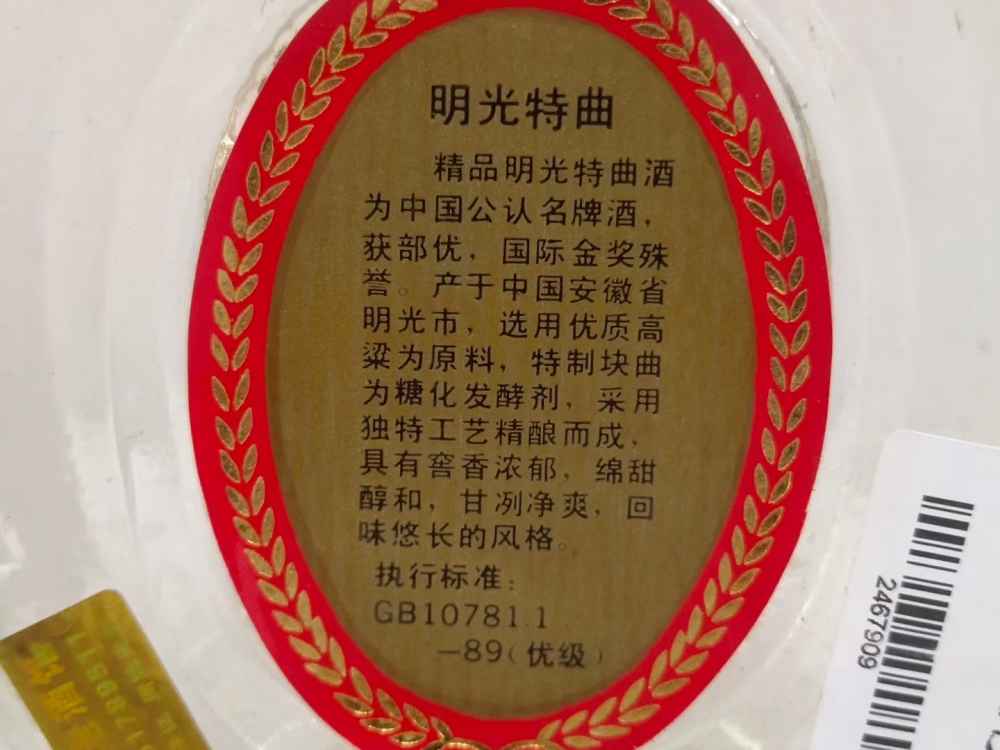 明光特曲
精品明光特曲酒
为中国公认名牌酒，
获部优，国际金奖殊
誉。产于中国安徽省
明光市，选用优质高
粱为原料，特制块曲
为糖化发酵剂，采用
独特工艺精酿而成，
具有窖香浓郁，绵甜
醇和，甘冽净爽，回
味悠长的风格。
执行标准：
GB10781.1
—89（优级）
2467909